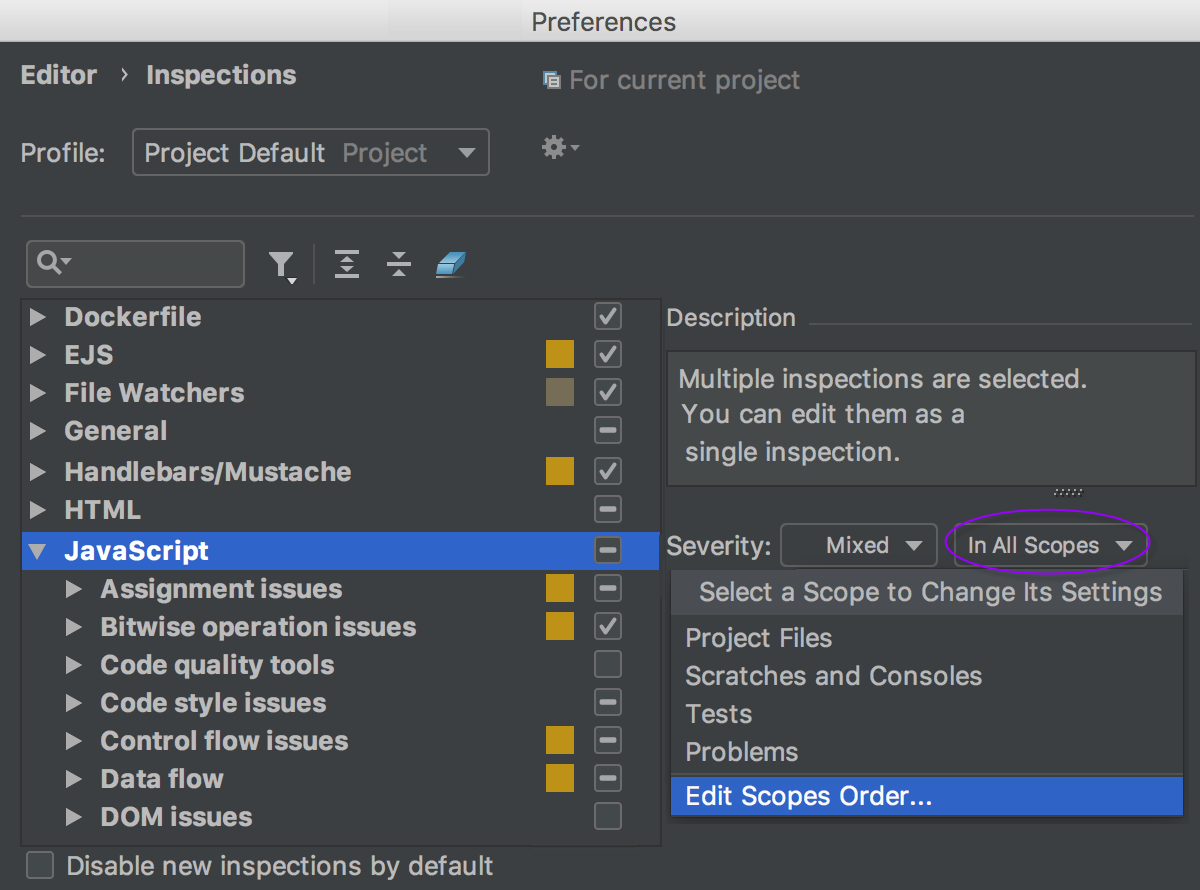 Preferences
Editor › Inspections
For current project
Profile: Project Default Project
Dockerfile
EJS
File Watchers
General
Handlebars/Mustache
HTML
JavaScript
Assignment issues
Bitwise operation issues
Code quality tools
Code style issues
Control flow issues
Data flow
DOM issues
Disable new inspections by default
Description
Multiple inspections are selected.
You can edit them as a
single inspection.
Severity: Mixed In All Scopes
Select a Scope to Change Its Settings
Project Files
Scratches and Consoles
Tests
Problems
Edit Scopes Order...